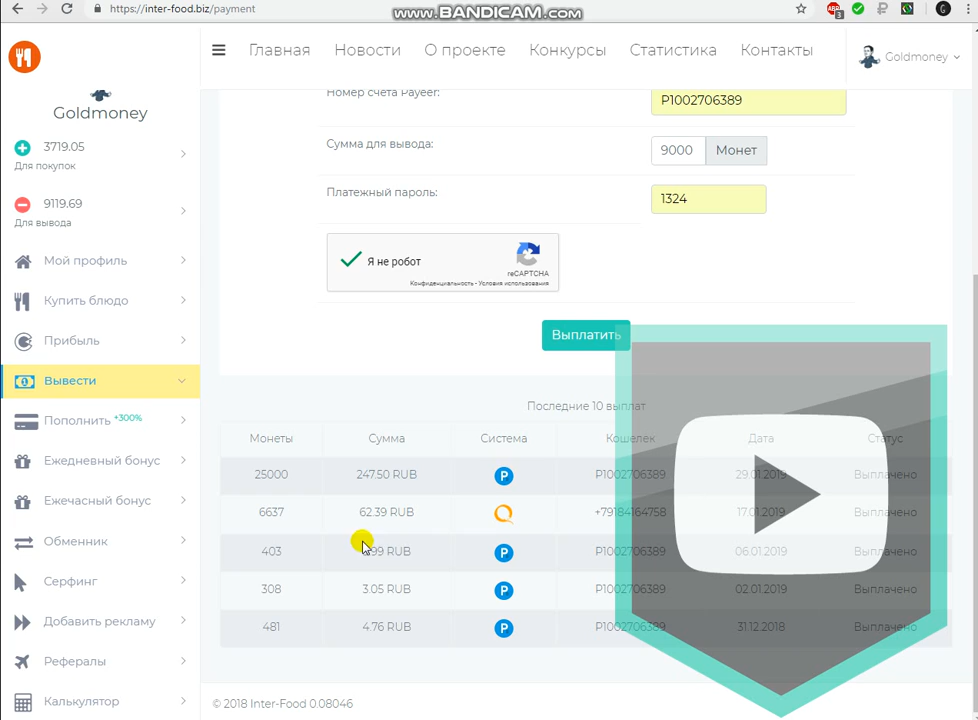 https://inter-food.biz/payment
www.BANDICAM.com
Главная Новости О проекте Конкурсы Статистика Контакты
Goldmoney
Goldmoney
3719.05
Для покупок
9119.69
Для вывода
Мой профиль
Купить блюдо
Прибыль
Вывести
Пополнить +300%
Ежедневный бонус
Ежечасный бонус
Обменник
Серфинг
Добавить рекламу
Рефералы
Калькулятор
Номер счета Payeer: P1002706389
Сумма для вывода: 9000 Монет
Платежный пароль: 1324
Я не робот
reCAPTCHA
Конфиденциальность - Условия использования
Выплатить
Последние 10 выплат
Монеты Сумма Система Кошелек Дата Статус
25000 247.50 RUB P P1002706389 29.01.2019 Выплачено
6637 62.39 RUB +79184164758 17.01.2019 Выплачено
403 99 RUB P P1002706389 06.01.2019 Выплачено
308 3.05 RUB P P1002706389 02.01.2019 Выплачено
481 4.76 RUB P P1002706389 31.12.2018 Выплачено
© 2018 Inter-Food 0.08046